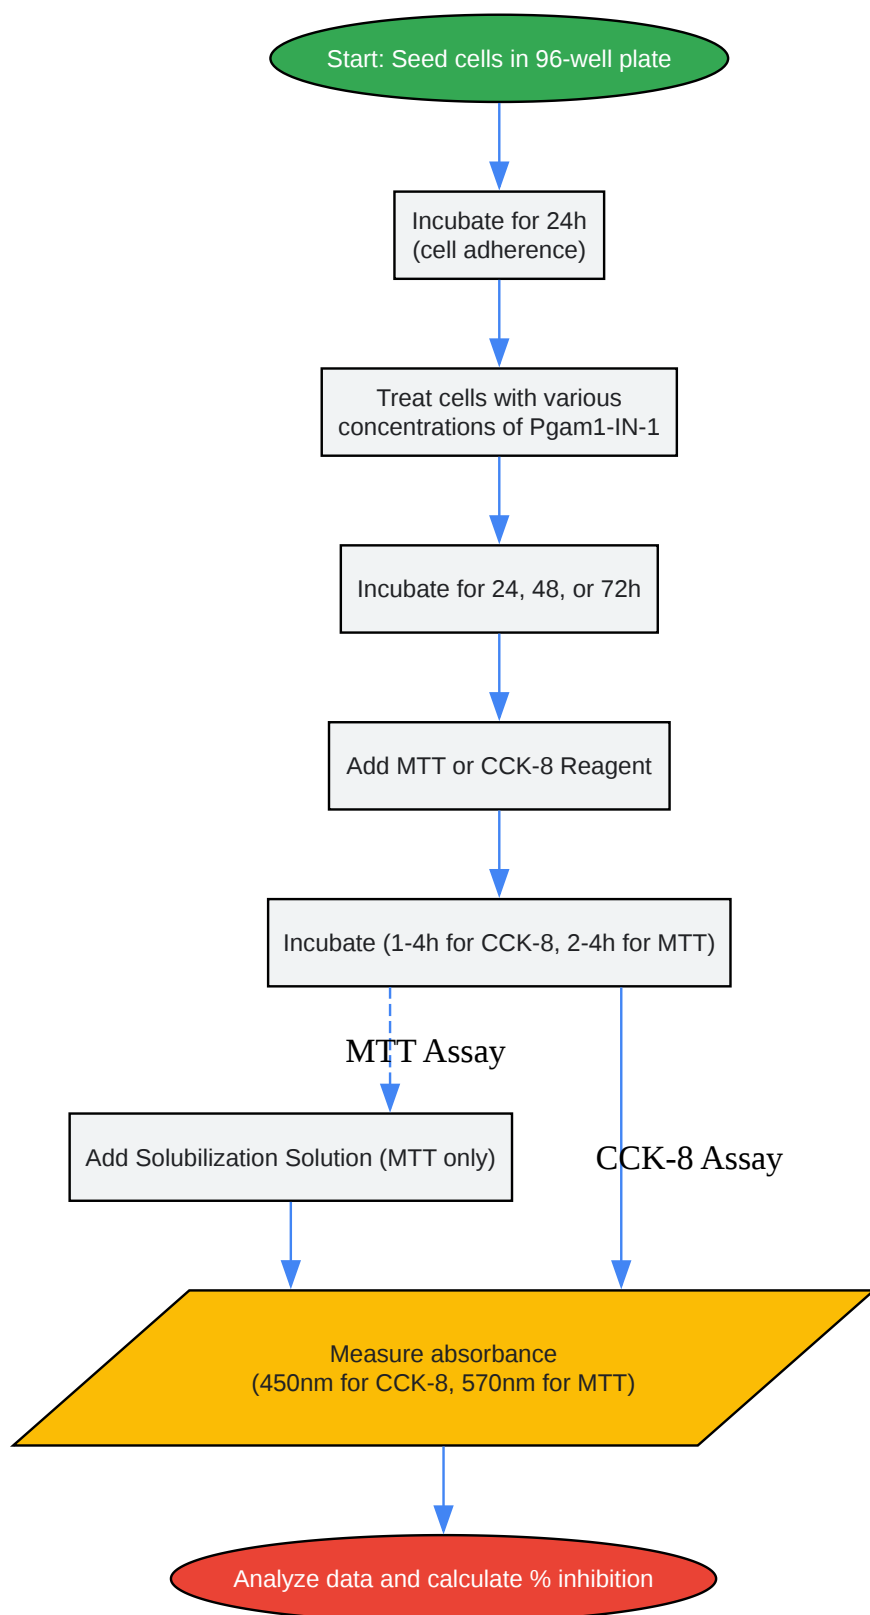 Start: Seed cells in 96-well plate
Incubate for 24h
(cell adherence)
Treat cells with various
concentrations of Pgam1-IN-1
Incubate for 24, 48, or 72h
Add MTT or CCK-8 Reagent
Incubate (1-4h for CCK-8, 2-4h for MTT)
MTT Assay
Add Solubilization Solution (MTT only)
CCK-8 Assay
Measure absorbance
(450nm for CCK-8, 570nm for MTT)
Analyze data and calculate % inhibition